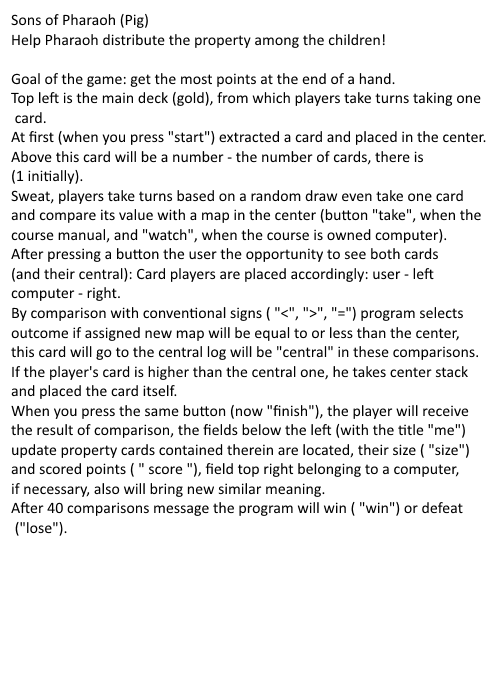 Sons of Pharaoh (Pig)
Help Pharaoh distribute the property among the children!

Goal of the game: get the most points at the end of a hand.
Top left is the main deck (gold), from which players take turns taking one
card.
At first (when you press "start") extracted a card and placed in the center.
Above this card will be a number - the number of cards, there is
(1 initially).
Sweat, players take turns based on a random draw even take one card
and compare its value with a map in the center (button "take", when the
course manual, and "watch", when the course is owned computer).
After pressing a button the user the opportunity to see both cards
(and their central): Card players are placed accordingly: user - left
computer - right.
By comparison with conventional signs ( "<", ">", "=") program selects
outcome if assigned new map will be equal to or less than the center,
this card will go to the central log will be "central" in these comparisons.
If the player's card is higher than the central one, he takes center stack
and placed the card itself.
When you press the same button (now "finish"), the player will receive
the result of comparison, the fields below the left (with the title "me")
update property cards contained therein are located, their size ( "size")
and scored points ( " score "), field top right belonging to a computer,
if necessary, also will bring new similar meaning.
After 40 comparisons message the program will win ( "win") or defeat
("lose").